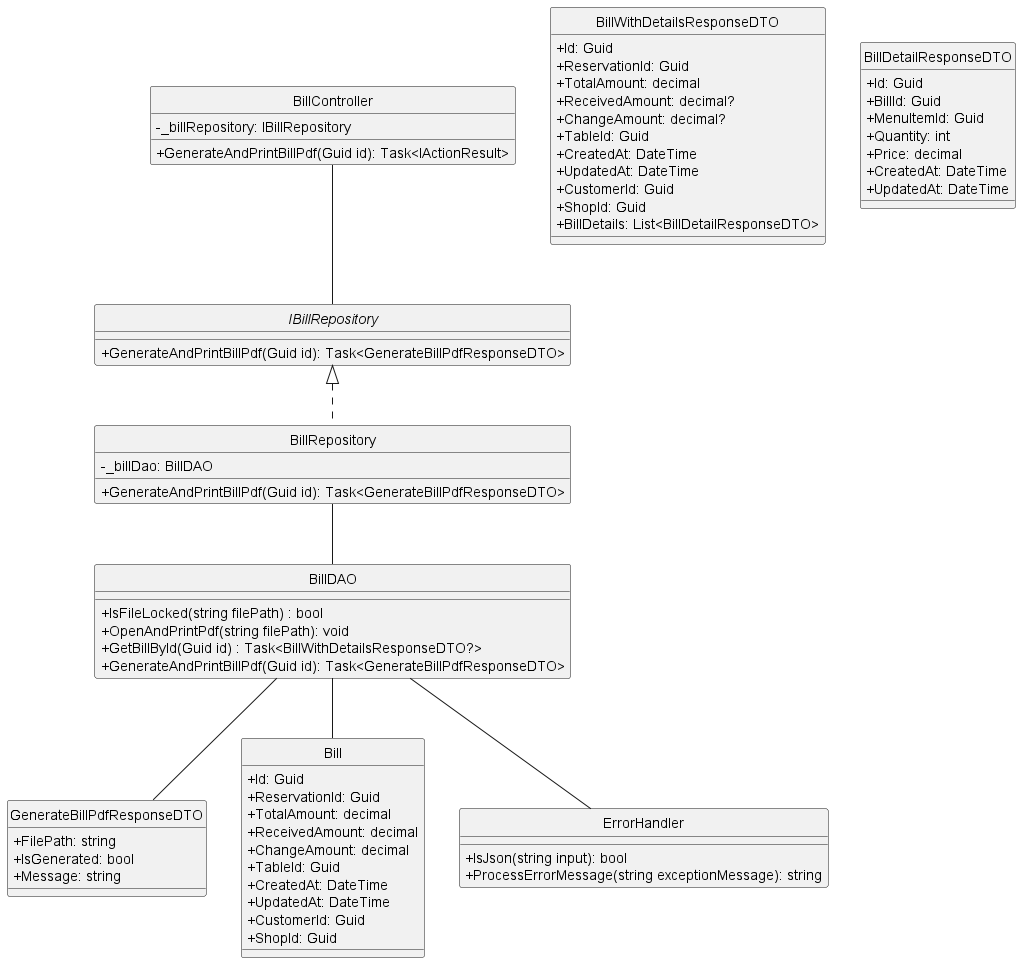 BillController
-_billRepository: IBillRepository
+GenerateAndPrintBillPdf(Guid id): Task<IActionResult>
BillWithDetailsResponseDTO
+Id: Guid
+ReservationId: Guid
+TotalAmount: decimal
+ReceivedAmount: decimal?
+ChangeAmount: decimal?
+TableId: Guid
+CreatedAt: DateTime
+UpdatedAt: DateTime
+CustomerId: Guid
+ShopId: Guid
+BillDetails: List<BillDetailResponseDTO>
BillDetailResponseDTO
+Id: Guid
+BillId: Guid
+MenuItemId: Guid
+Quantity: int
+Price: decimal
+CreatedAt: DateTime
+UpdatedAt: DateTime
IBillRepository
+GenerateAndPrintBillPdf(Guid id): Task<GenerateBillPdfResponseDTO>
BillRepository
-_billDao: BillDAO
+GenerateAndPrintBillPdf(Guid id): Task<GenerateBillPdfResponseDTO>
BillDAO
+IsFileLocked(string filePath) : bool
+OpenAndPrintPdf(string filePath): void
+GetBillById(Guid id) : Task<BillWithDetailsResponseDTO?>
+GenerateAndPrintBillPdf(Guid id): Task<GenerateBillPdfResponseDTO>
GenerateBillPdfResponseDTO
+FilePath: string
+IsGenerated: bool
+Message: string
Bill
+Id: Guid
+ReservationId: Guid
+TotalAmount: decimal
+ReceivedAmount: decimal
+ChangeAmount: decimal
+TableId: Guid
+CreatedAt: DateTime
+UpdatedAt: DateTime
+CustomerId: Guid
+ShopId: Guid
ErrorHandler
+IsJson(string input): bool
+ProcessErrorMessage(string exceptionMessage): string